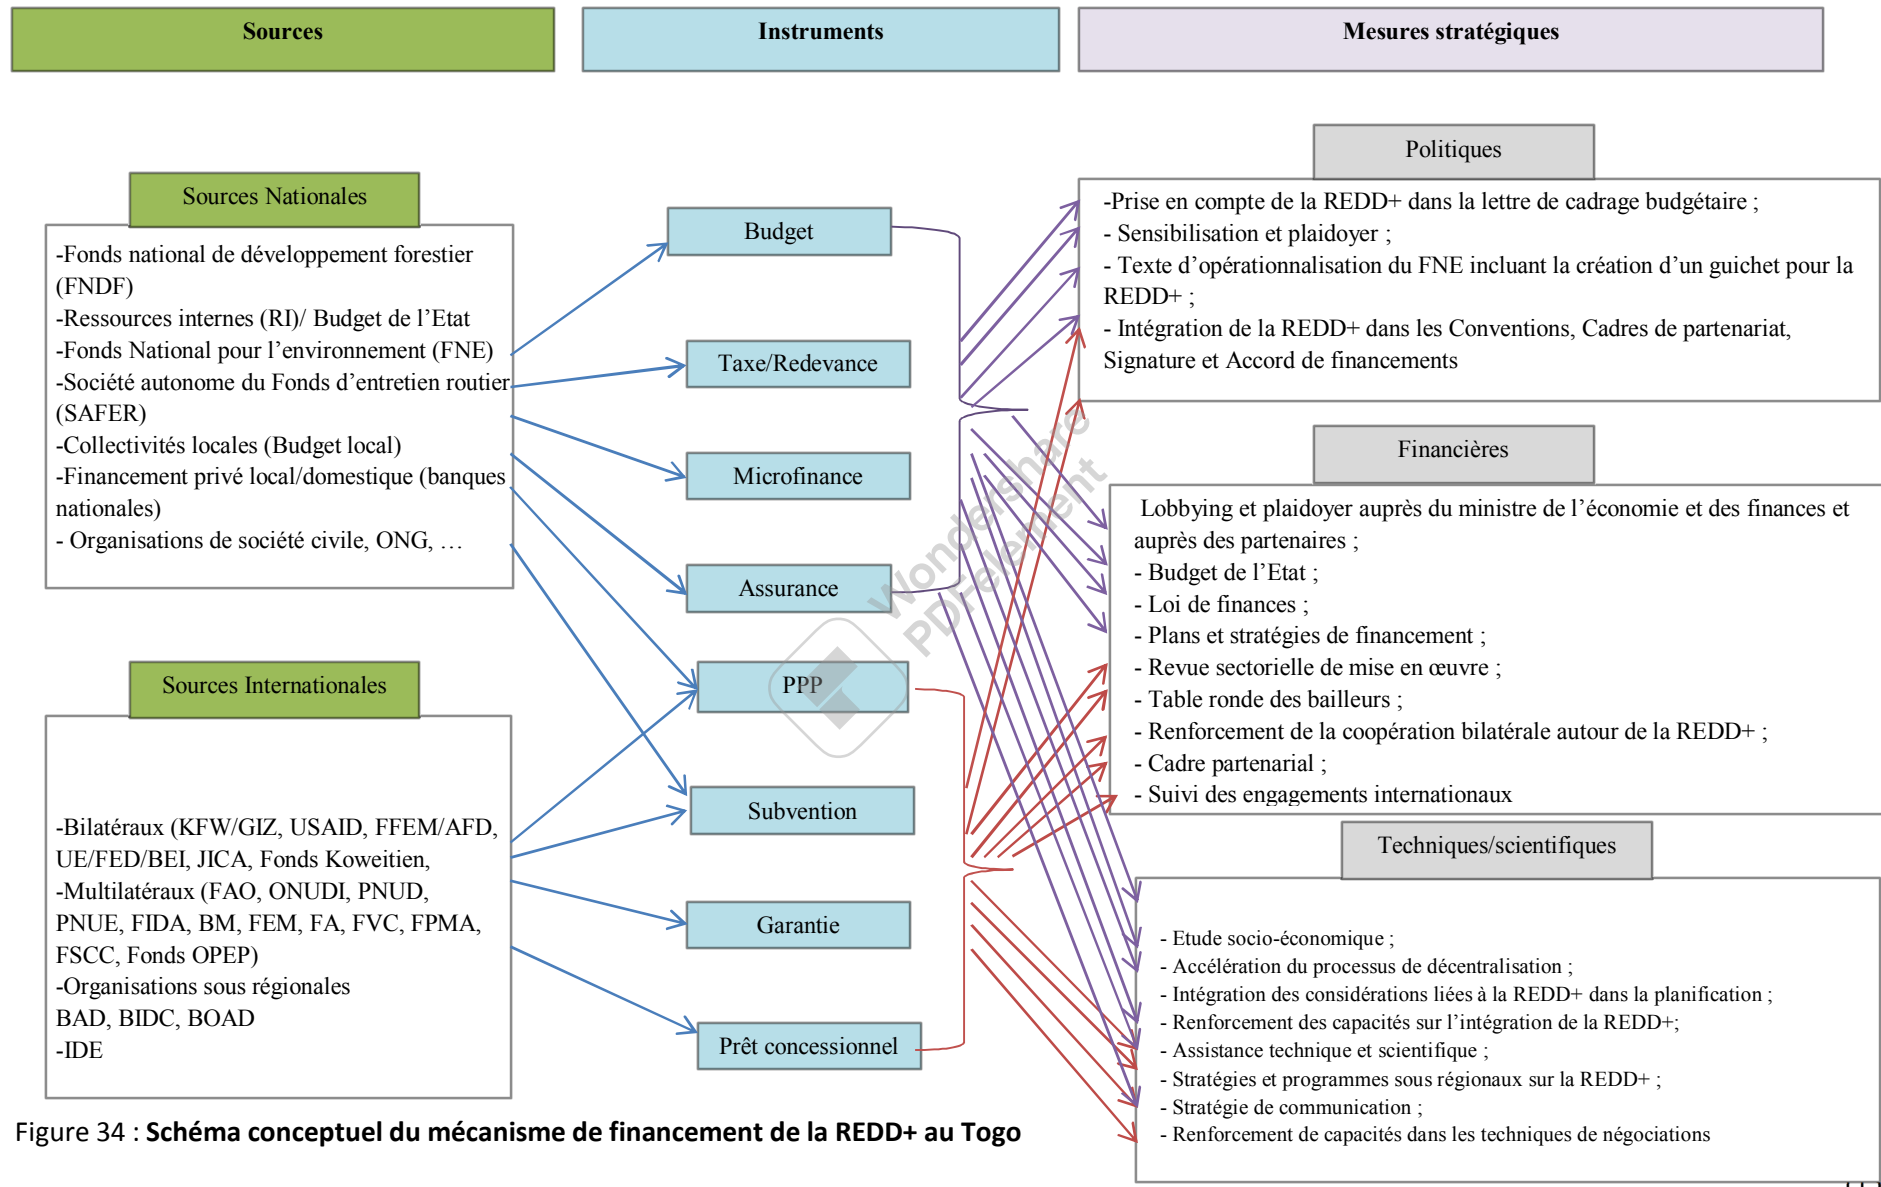 Sources
Instruments
Mesures stratégiques
Sources Nationales
-Fonds national de développement forestier
(FNDF)
-Ressources internes (RI)/ Budget de l’Etat
-Fonds National pour l’environnement (FNE)
-Société autonome du Fonds d’entretien routier
(SAFER)
-Collectivités locales (Budget local)
-Financement privé local/domestique (banques
nationales)
- Organisations de société civile, ONG, …
Sources Internationales
-Bilatéraux (KFW/GIZ, USAID, FFEM/AFD,
UE/FED/BEI, JICA, Fonds Koweitien,
-Multilatéraux (FAO, ONUDI, PNUD,
PNUE, FIDA, BM, FEM, FA, FVC, FPMA,
FSCC, Fonds OPEP)
-Organisations sous régionales
BAD, BIDC, BOAD
-IDE
Budget
Taxe/Redevance
Microfinance
Assurance
PPP
Subvention
Garantie
Prêt concessionnel
Politiques
-Prise en compte de la REDD+ dans la lettre de cadrage budgétaire ;
- Sensibilisation et plaidoyer ;
- Texte d’opérationnalisation du FNE incluant la création d’un guichet pour la
REDD+ ;
- Intégration de la REDD+ dans les Conventions, Cadres de partenariat,
Signature et Accord de financements
Financières
Lobbying et plaidoyer auprès du ministre de l’économie et des finances et
auprès des partenaires ;
- Budget de l’Etat ;
- Loi de finances ;
- Plans et stratégies de financement ;
- Revue sectorielle de mise en œuvre ;
- Table ronde des bailleurs ;
- Renforcement de la coopération bilatérale autour de la REDD+ ;
- Cadre partenarial ;
- Suivi des engagements internationaux
Techniques/scientifiques
- Etude socio-économique ;
- Accélération du processus de décentralisation ;
- Intégration des considérations liées à la REDD+ dans la planification ;
- Renforcement des capacités sur l’intégration de la REDD+;
- Assistance technique et scientifique ;
- Stratégies et programmes sous régionaux sur la REDD+ ;
- Stratégie de communication ;
- Renforcement de capacités dans les techniques de négociations
Wondershare
PDFelement
Figure 34 : Schéma conceptuel du mécanisme de financement de la REDD+ au Togo